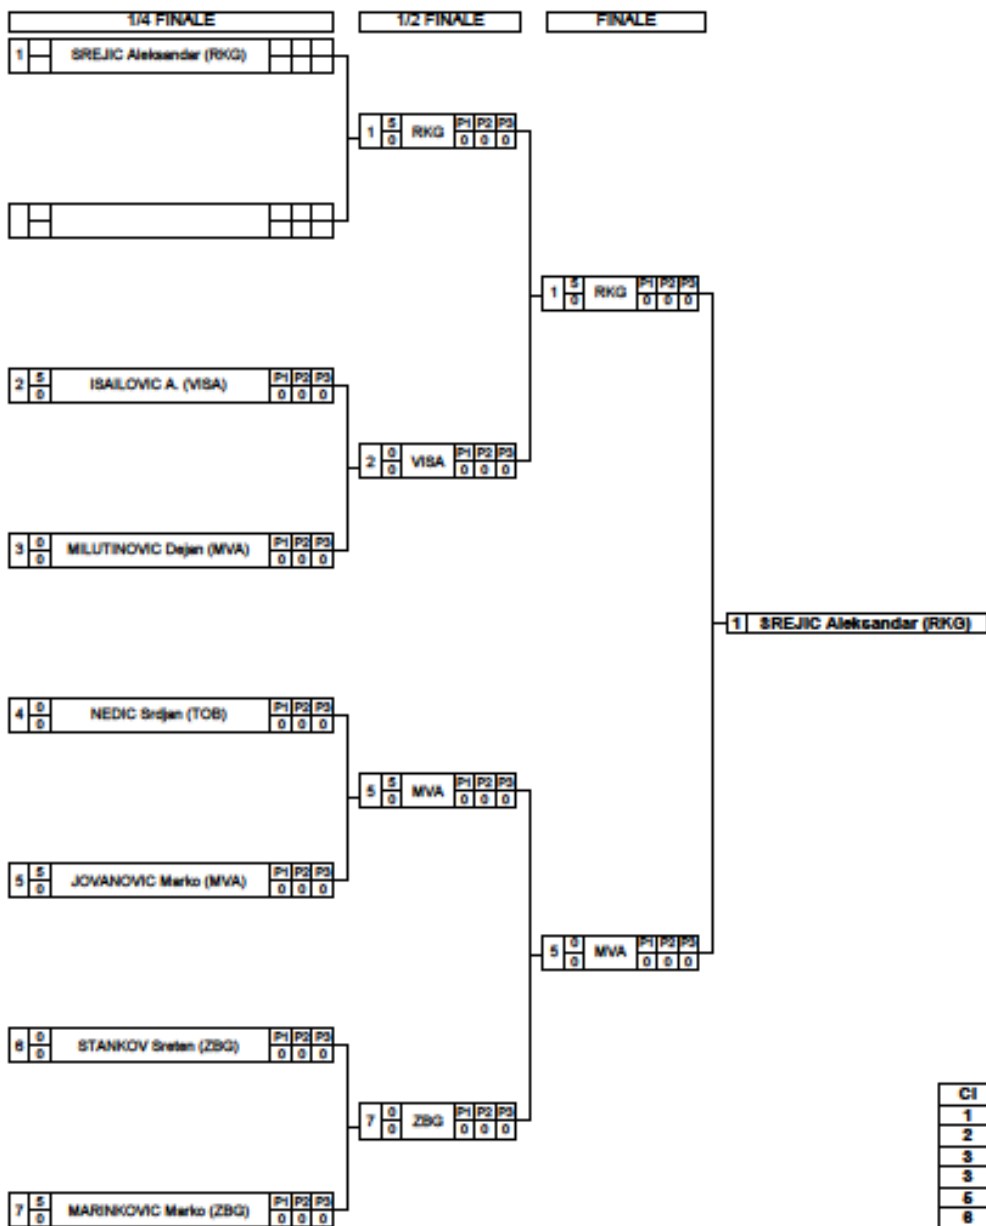 1/4 FINALE 1/2 FINALE FINALE
1 SREJIC Aleksandar (RKG)
1 5 0 RKG P1 P2 P3 0 0 0
1 5 0 RKG P1 P2 P3 0 0 0
2 5 0 ISAILOVIC A. (VISA) P1 P2 P3 0 0 0
2 0 0 VISA P1 P2 P3 0 0 0
3 0 0 MILUTINOVIC Dejan (MVA) P1 P2 P3 0 0 0
1 SREJIC Aleksandar (RKG)
4 0 0 NEDIC Srdjan (TOB) P1 P2 P3 0 0 0
5 5 0 MVA P1 P2 P3 0 0 0
5 5 0 JOVANOVIC Marko (MVA) P1 P2 P3 0 0 0
5 0 0 MVA P1 P2 P3 0 0 0
6 0 0 STANKOV Sreten (ZBG) P1 P2 P3 0 0 0
7 0 0 ZBG P1 P2 P3 0 0 0
7 5 0 MARINKOVIC Marko (ZBG) P1 P2 P3 0 0 0
Cl
1
2
3
3
5
6